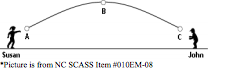 B
A C
Susan John
*Picture is from NC SCASS Item #010EM-08